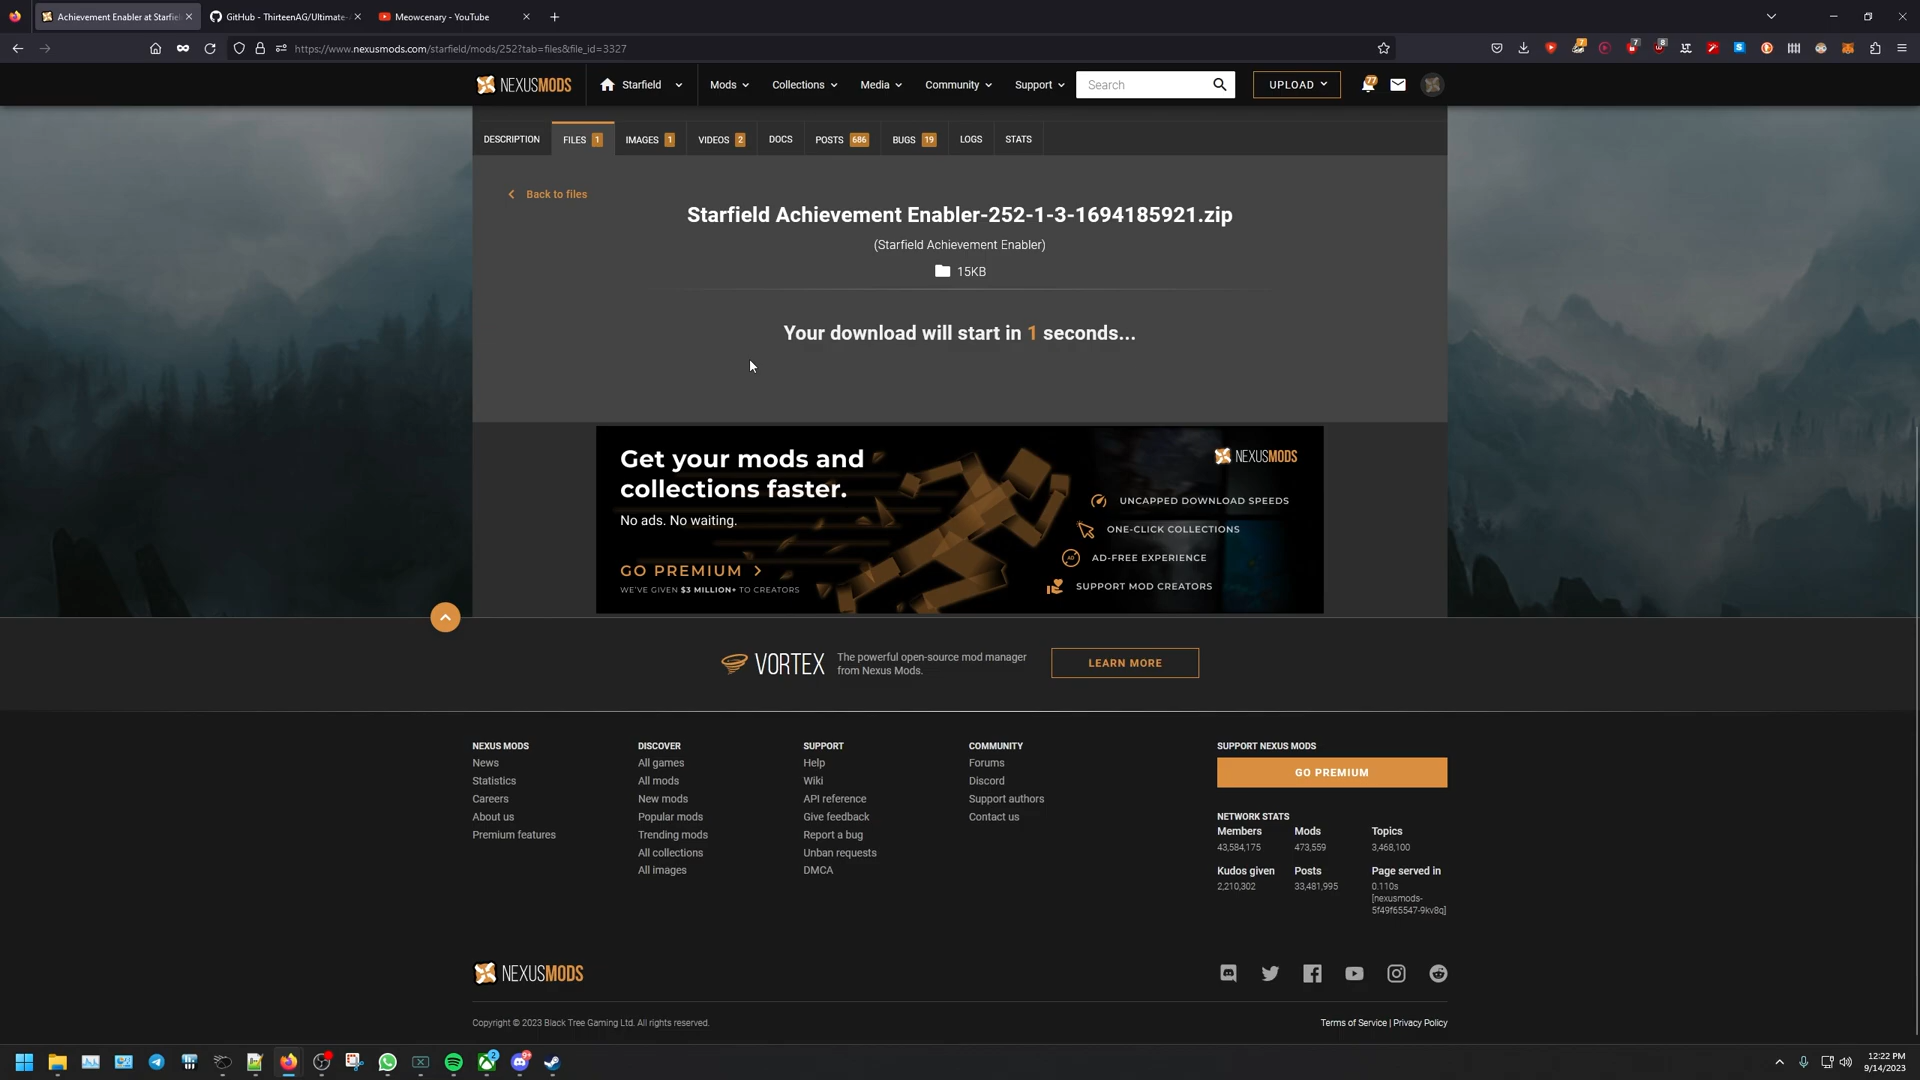 Achievement Enabler at Starfiel
GitHub - ThirteenAG/Ultimate-
Meowcenary - YouTube
https://www.nexusmods.com/starfield/mods/252?tab=files&file_id=3327
NEXUSMODS
Starfield
Mods
Collections
Media
Community
Support
Search
UPLOAD
77
DESCRIPTION
FILES 1
IMAGES 1
VIDEOS 2
DOCS
POSTS 686
BUGS 19
LOGS
STATS
Back to files
Starfield Achievement Enabler-252-1-3-1694185921.zip
(Starfield Achievement Enabler)
15KB
Your download will start in 1 seconds...
Get your mods and
collections faster.
No ads. No waiting.
GO PREMIUM
WE'VE GIVEN $3 MILLION+ TO CREATORS
NEXUSMODS
UNCAPPED DOWNLOAD SPEEDS
ONE-CLICK COLLECTIONS
AD-FREE EXPERIENCE
SUPPORT MOD CREATORS
VORTEX
The powerful open-source mod manager
from Nexus Mods.
LEARN MORE
NEXUS MODS
News
Statistics
Careers
About us
Premium features
DISCOVER
All games
All mods
New mods
Popular mods
Trending mods
All collections
All images
SUPPORT
Help
Wiki
API reference
Give feedback
Report a bug
Unban requests
DMCA
COMMUNITY
Forums
Discord
Support authors
Contact us
SUPPORT NEXUS MODS
GO PREMIUM
NETWORK STATS
Members
43,584,175
Mods
473,559
Topics
3,468,100
Kudos given
2,210,302
Posts
33,481,995
Page served in
0.110s
[nexusmods-
5f49f65547-9kv8q]
NEXUSMODS
Copyright © 2023 Black Tree Gaming Ltd. All rights reserved.
Terms of Service | Privacy Policy
12:22 PM
9/14/2023